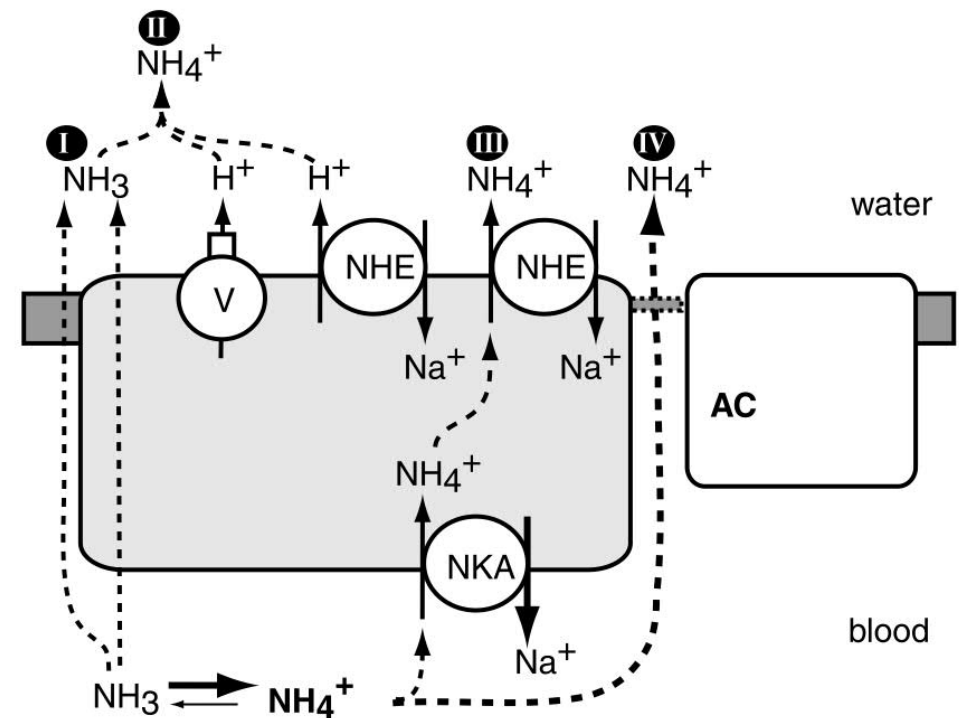 II
NH4+
I
III
IV
NH3
H+
H+
NH4+
NH4+
water
NHE
NHE
V
Na+
Na+
AC
NH4+
NKA
blood
Na+
NH3
NH4+